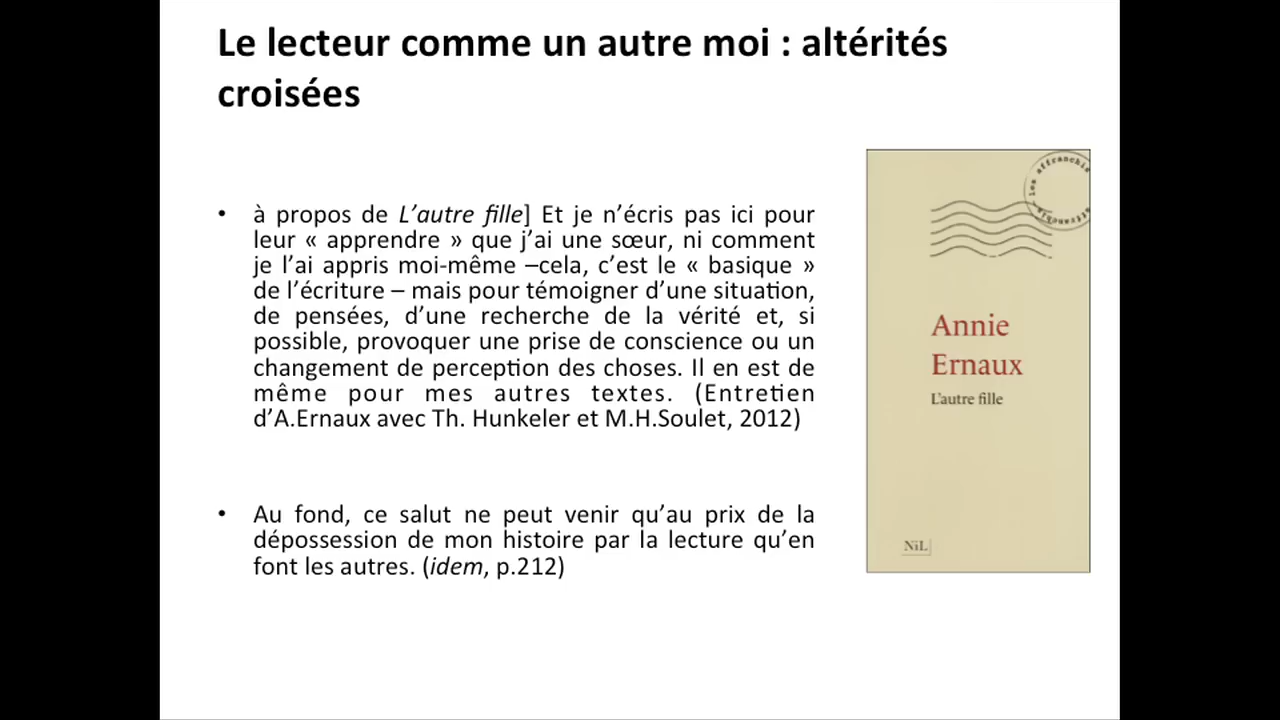 Le lecteur comme un autre moi : altérités
croisées
• à propos de L’autre fille] Et je n’écris pas ici pour
leur « apprendre » que j’ai une sœur, ni comment
je l’ai appris moi-même –cela, c’est le « basique »
de l’écriture – mais pour témoigner d’une situation,
de pensées, d’une recherche de la vérité et, si
possible, provoquer une prise de conscience ou un
changement de perception des choses. Il en est de
même pour mes autres textes. (Entretien
d’A.Ernaux avec Th. Hunkeler et M.H.Soulet, 2012)
• Au fond, ce salut ne peut venir qu’au prix de la
dépossession de mon histoire par la lecture qu’en
font les autres. (idem, p.212)
les affranchis
Annie
Ernaux
L’autre fille
NiL